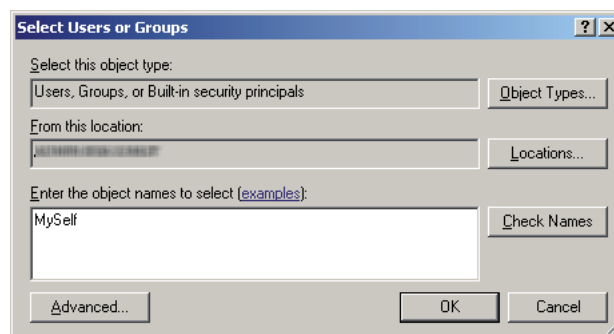 Select Users or Groups
Select this object type:
Users, Groups, or Built-in security principals
Object Types...
From this location:
Locations...
Enter the object names to select (examples):
MySelf
Check Names
Advanced...
OK
Cancel